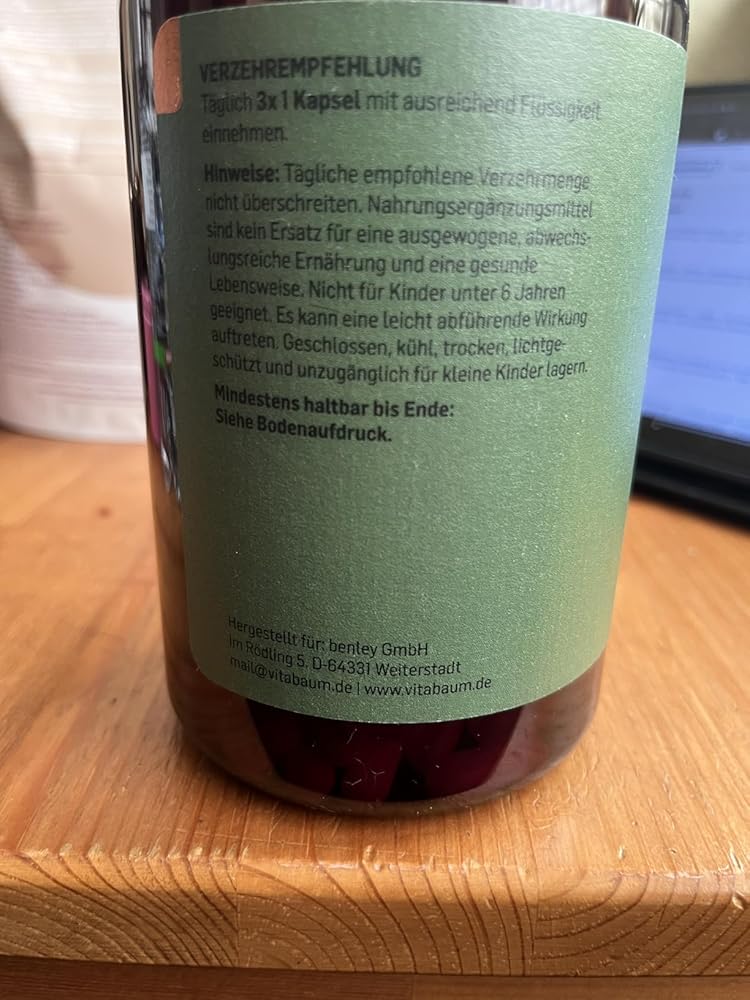 VERZEHREMPFEHLUNG
Täglich 3x 1 Kapsel mit ausreichend Flüssigkeit
einnehmen.
Hinweise: Tägliche empfohlene Verzehrmenge
nicht überschreiten. Nahrungsergänzungsmittel
sind kein Ersatz für eine ausgewogene, abwechs-
lungsreiche Ernährung und eine gesunde
Lebensweise. Nicht für Kinder unter 6 Jahren
geeignet. Es kann eine leicht abführende Wirkung
auftreten. Geschlossen, kühl, trocken, lichtge-
schützt und unzugänglich für kleine Kinder lagern.
Mindestens haltbar bis Ende:
Siehe Bodenaufdruck.
Hergestellt für: benley GmbH
Im Rödling 5, D-64331 Weiterstadt
mail@vitabaum.de | www.vitabaum.de